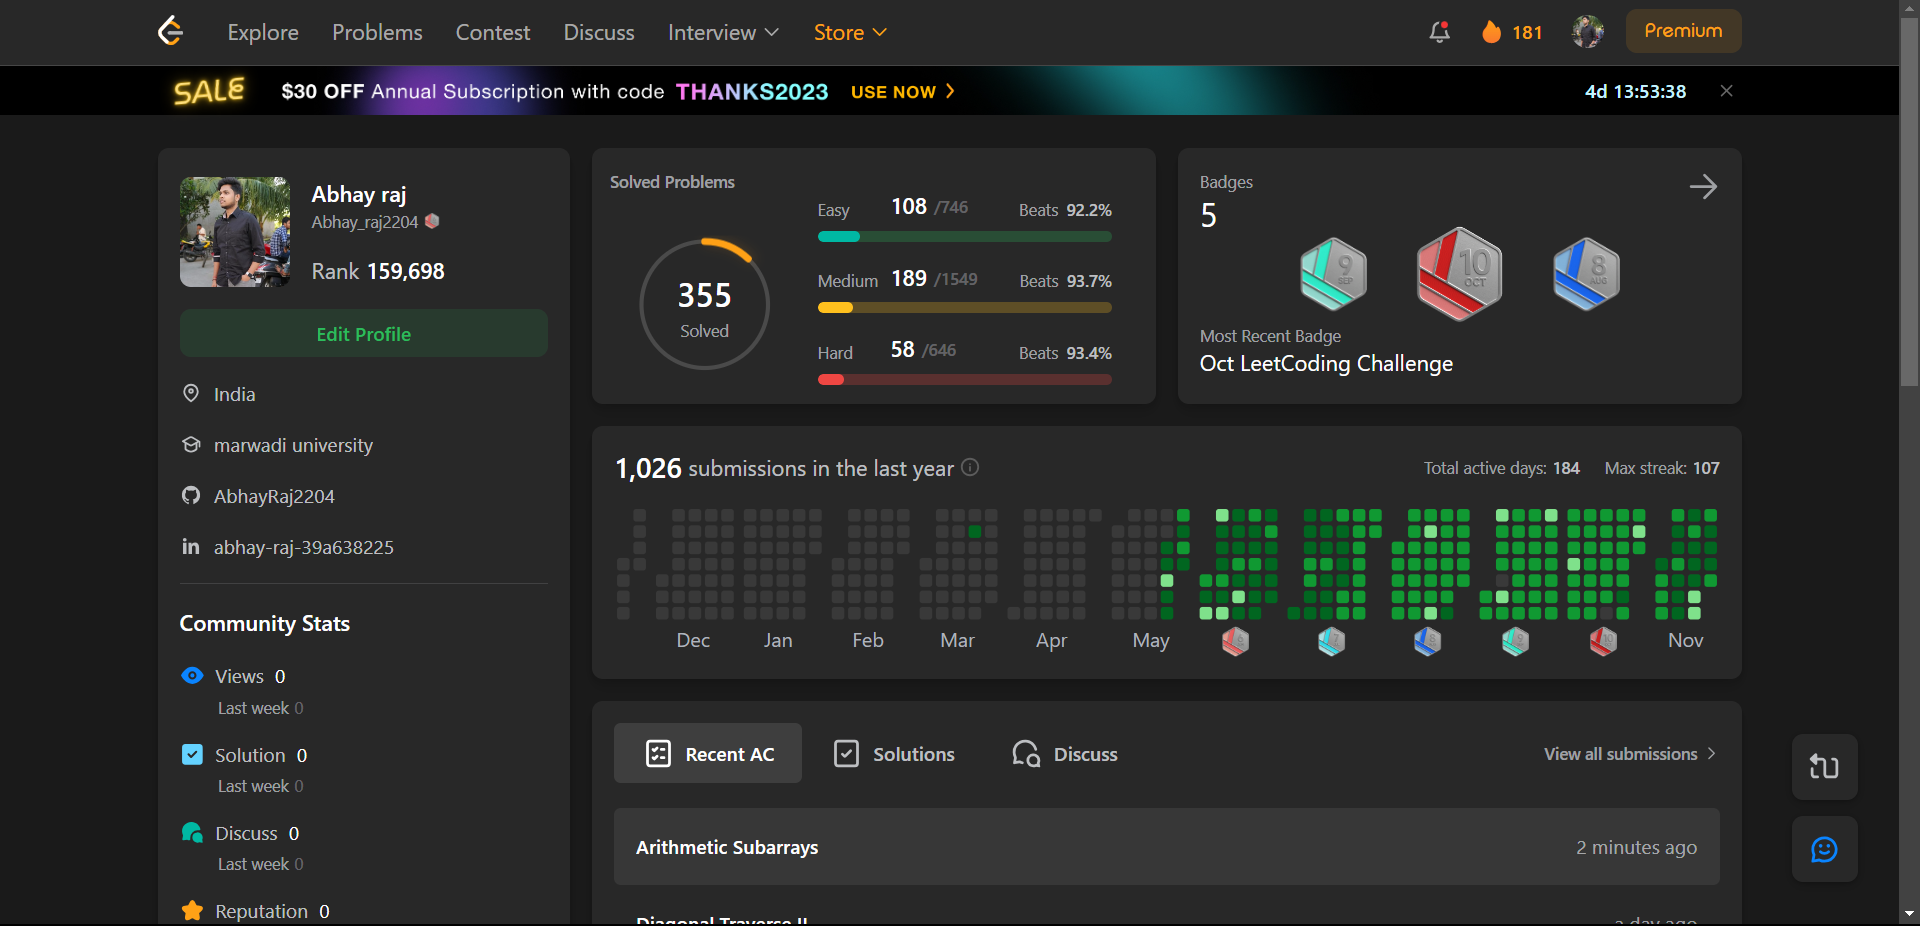 Explore Problems Contest Discuss Interview Store 181 Premium
SALE $30 OFF Annual Subscription with code THANKS2023 USE NOW 4d 13:53:38
Abhay raj
Abhay_raj2204
Rank 159,698
Edit Profile
India
marwadi university
AbhayRaj2204
in abhay-raj-39a638225
Community Stats
Views 0
Last week 0
Solution 0
Last week 0
Discuss 0
Last week 0
Reputation 0
Solved Problems
355
Solved
Easy 108 /746 Beats 92.2%
Medium 189 /1549 Beats 93.7%
Hard 58 /646 Beats 93.4%
Badges
5
9 SEP
10 OCT
8 AUG
Most Recent Badge
Oct LeetCoding Challenge
1,026 submissions in the last year Total active days: 184 Max streak: 107
Dec Jan Feb Mar Apr May Nov
Recent AC Solutions Discuss View all submissions
Arithmetic Subarrays 2 minutes ago
Diagonal Traverse II a day ago